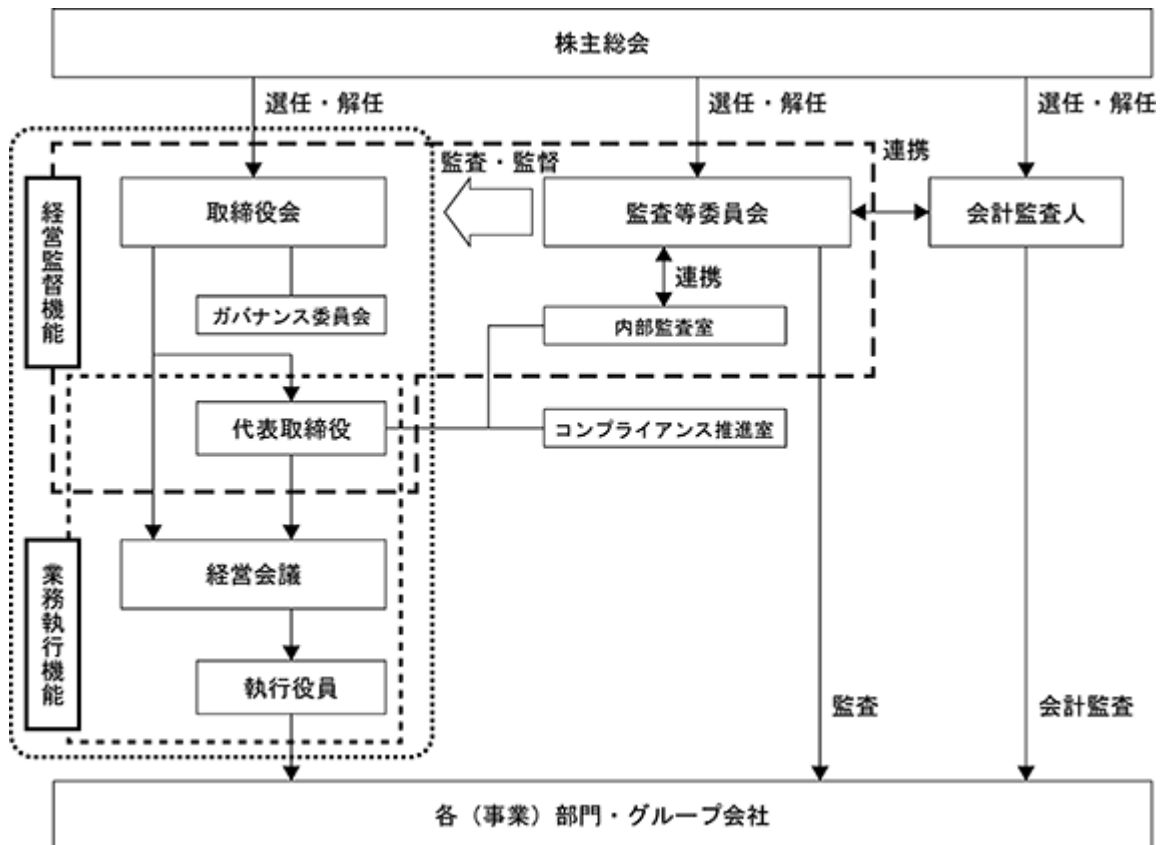 株主総会
選任・解任
選任・解任
選任・解任
監査・監督
連携
経営監督機能
取締役会
監査等委員会
会計監査人
連携
ガバナンス委員会
内部監査室
代表取締役
コンプライアンス推進室
業務執行機能
経営会議
執行役員
監査
会計監査
各（事業）部門・グループ会社